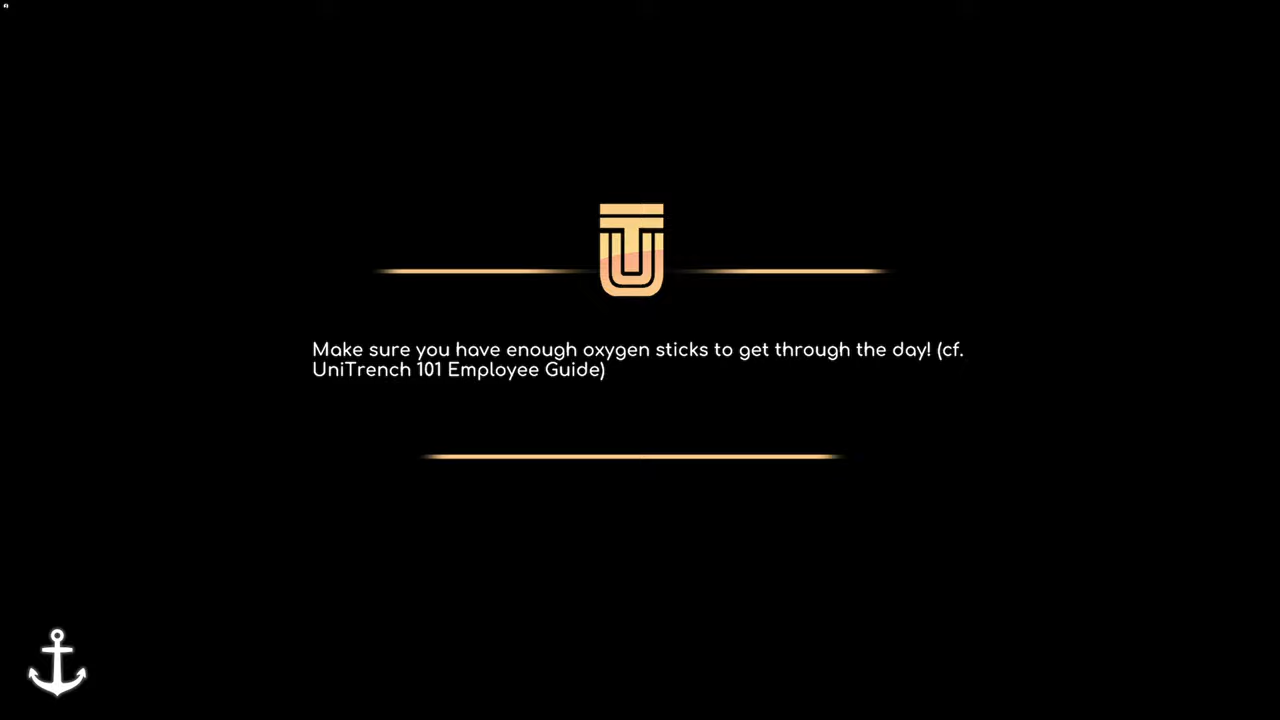 Make sure you have enough oxygen sticks to get through the day! (cf.
UniTrench 101 Employee Guide)